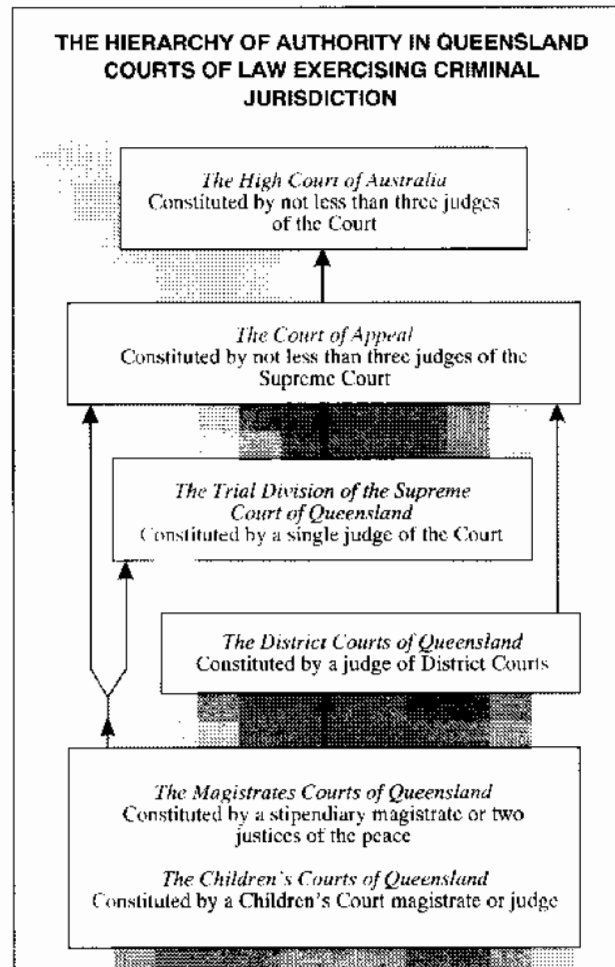 THE HIERARCHY OF AUTHORITY IN QUEENSLAND
COURTS OF LAW EXERCISING CRIMINAL
JURISDICTION
The High Court of Australia
Constituted by not less than three judges
of the Court
The Court of Appeal
Constituted by not less than three judges of the
Supreme Court
The Trial Division of the Supreme
Court of Queensland
Constituted by a single judge of the Court
The District Courts of Queensland
Constituted by a judge of District Courts
The Magistrates Courts of Queensland
Constituted by a stipendiary magistrate or two
justices of the peace
The Children's Courts of Queensland
Constituted by a Children's Court magistrate or judge